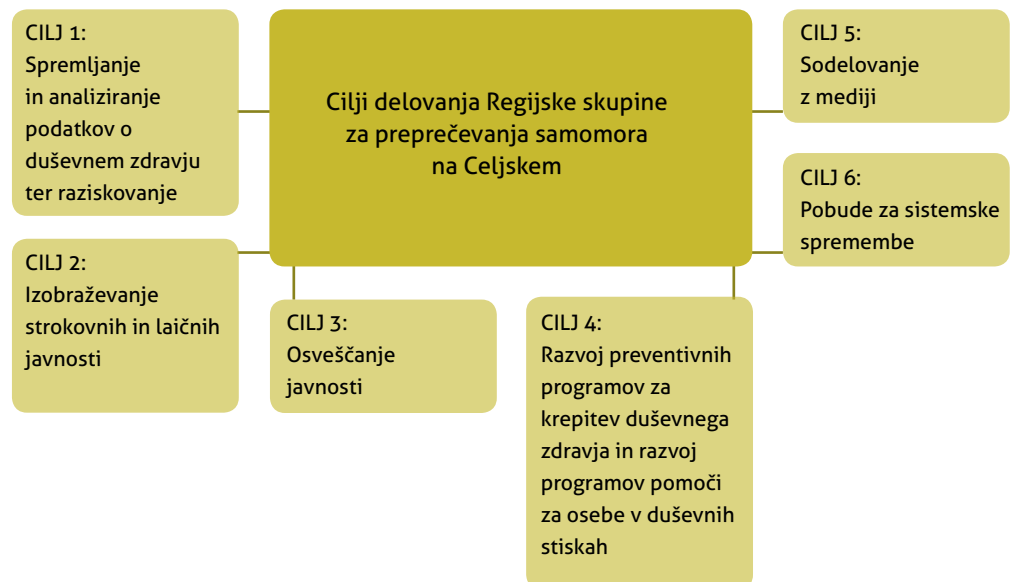 Cilji delovanja Regijske skupine
za preprečevanja samomora
na Celjskem
CILJ 1:
Spremljanje
in analiziranje
podatkov o
duševnem zdravju
ter raziskovanje
CILJ 2:
Izobraževanje
strokovnih in laičnih
javnosti
CILJ 3:
Osveščanje
javnosti
CILJ 4:
Razvoj preventivnih
programov za
krepitev duševnega
zdravja in razvoj
programov pomoči
za osebe v duševnih
stiskah
CILJ 5:
Sodelovanje
z mediji
CILJ 6:
Pobude za sistemske
spremembe